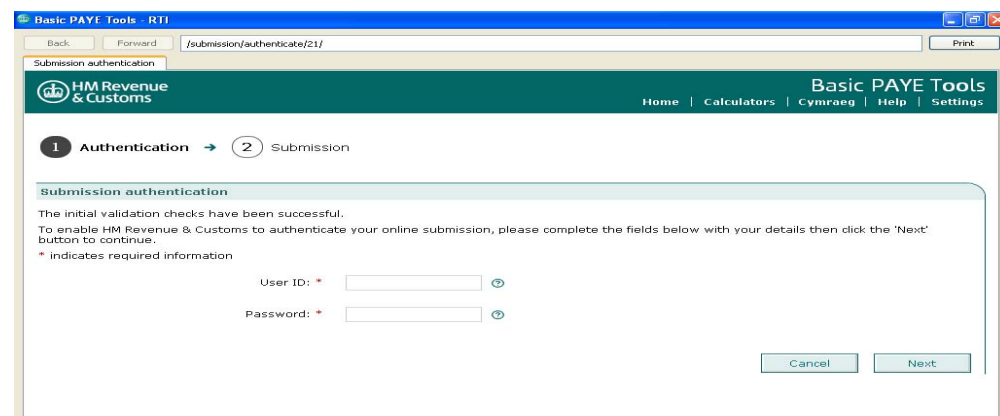 Basic PAYE Tools - RTI
Back Forward /submission/authenticate/21/ Print
Submission authentication
HM Revenue & Customs
Basic PAYE Tools
Home | Calculators | Cymraeg | Help | Settings
1 Authentication → 2 Submission
Submission authentication
The initial validation checks have been successful.
To enable HM Revenue & Customs to authenticate your online submission, please complete the fields below with your details then click the 'Next'
button to continue.
* indicates required information
User ID: * ?
Password: * ?
Cancel Next